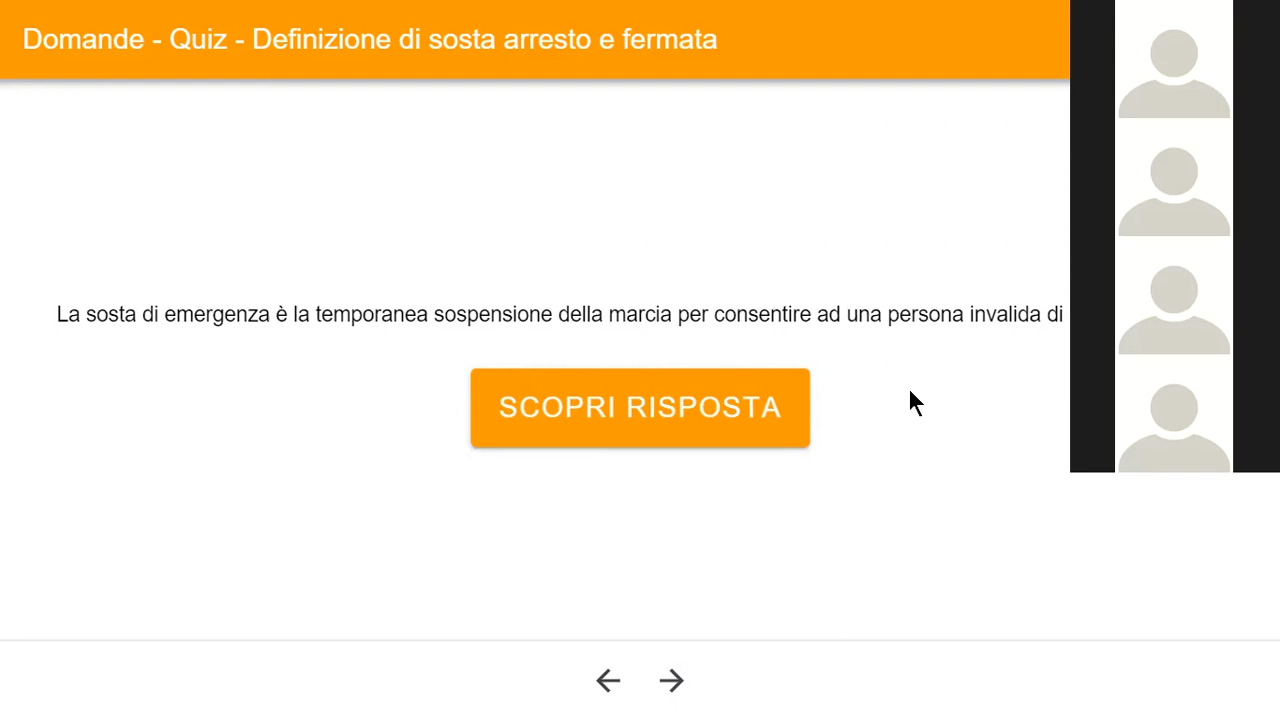 Domande - Quiz - Definizione di sosta arresto e fermata
La sosta di emergenza è la temporanea sospensione della marcia per consentire ad una persona invalida di
SCOPRI RISPOSTA